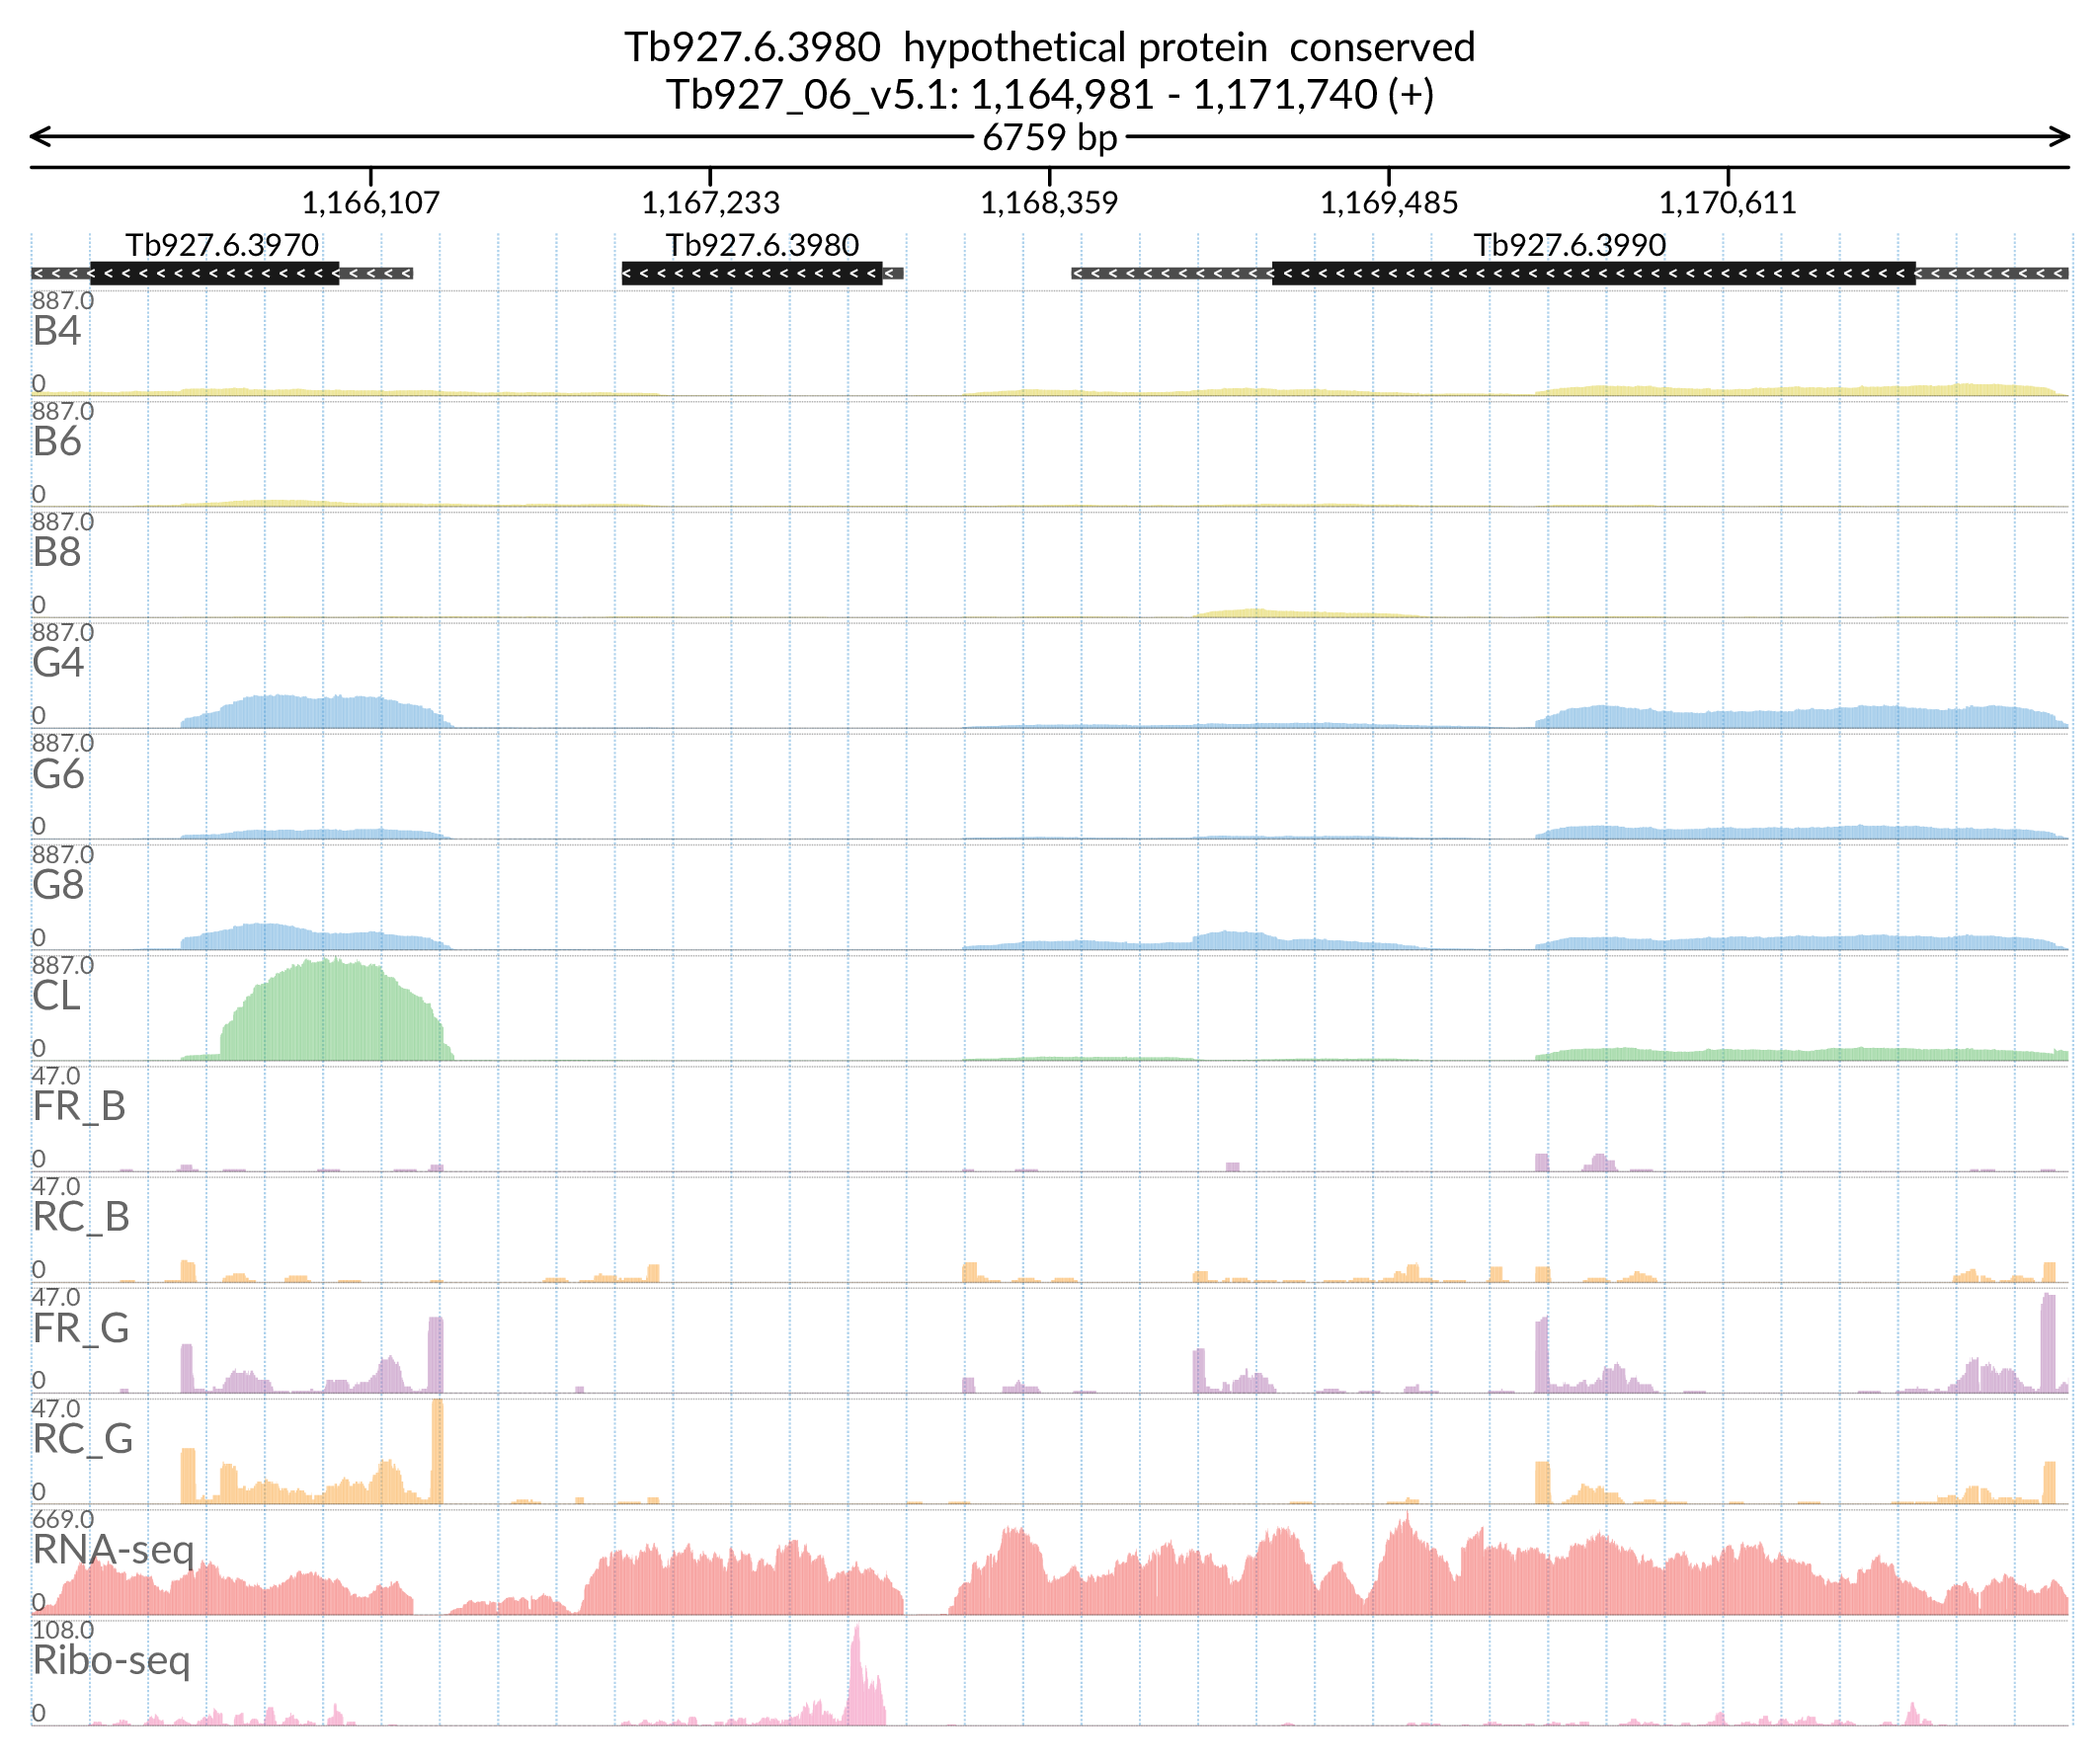 Tb927.6.3980 hypothetical protein conserved
Tb927_06_v5.1: 1,164,981 - 1,171,740 (+)
6759 bp
1,166,107 1,167,233 1,168,359 1,169,485 1,170,611
Tb927.6.3970 Tb927.6.3980 Tb927.6.3990
887.0
B4
0
887.0
B6
0
887.0
B8
0
887.0
G4
0
887.0
G6
0
887.0
G8
0
887.0
CL
0
47.0
FR_B
0
47.0
RC_B
0
47.0
FR_G
0
47.0
RC_G
0
669.0
RNA-seq
0
108.0
Ribo-seq
0